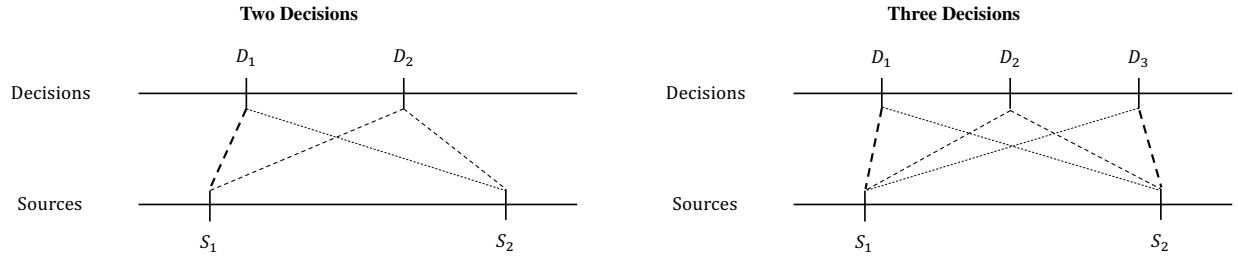 Two Decisions
D₁ D₂
Decisions
Sources
S₁ S₂
Three Decisions
D₁ D₂ D₃
Decisions
Sources
S₁ S₂